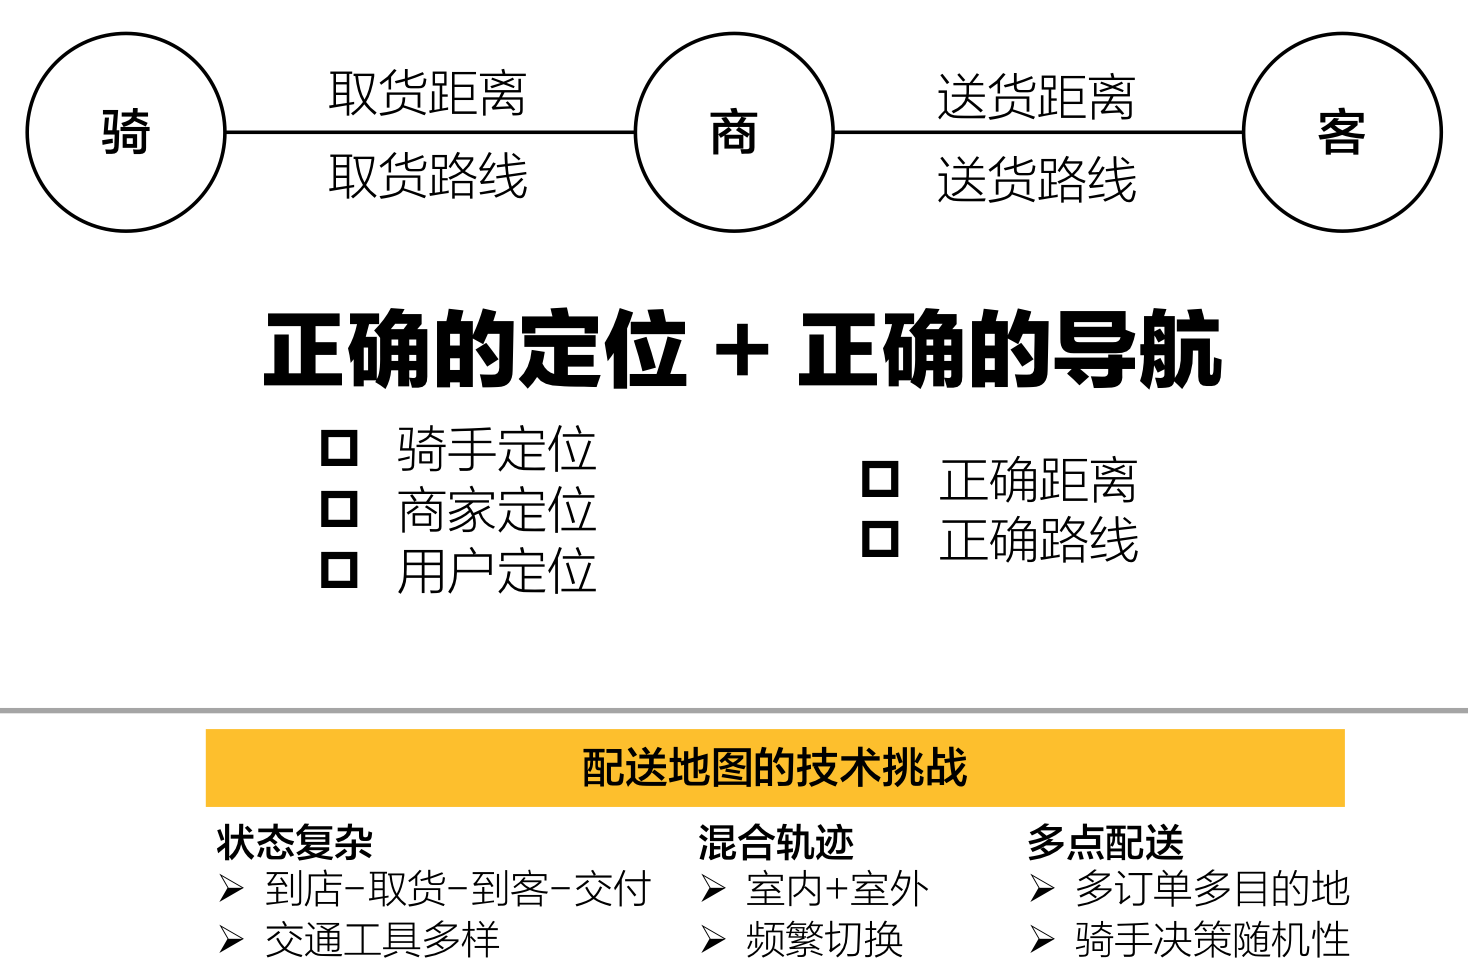 骑
取货距离
取货路线
商
送货距离
送货路线
客
正确的定位 + 正确的导航
骑手定位
商家定位
用户定位
正确距离
正确路线
配送地图的技术挑战
状态复杂
到店-取货-到客-交付
交通工具多样
混合轨迹
室内+室外
频繁切换
多点配送
多订单多目的地
骑手决策随机性